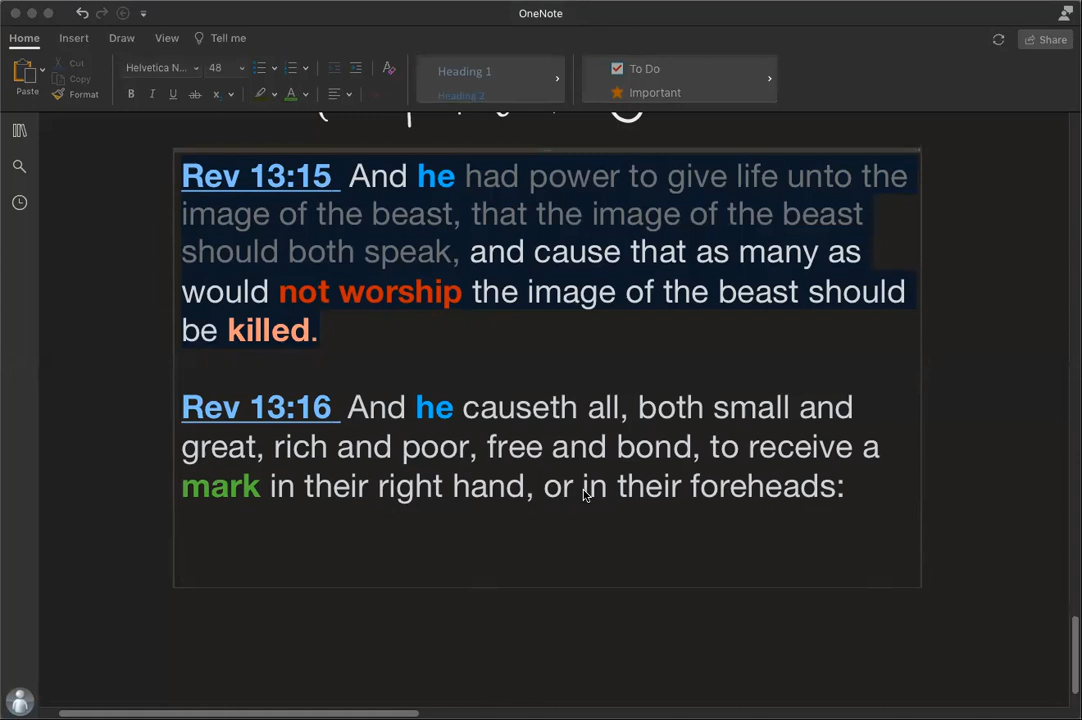 OneNote
Home Insert Draw View Tell me
Share
Paste
Cut
Copy
Format
Helvetica N... 48
B I U ab x A
Heading 1
Heading 2
To Do
Important
Rev 13:15 And he had power to give life unto the
image of the beast, that the image of the beast
should both speak, and cause that as many as
would not worship the image of the beast should
be killed.
Rev 13:16 And he causeth all, both small and
great, rich and poor, free and bond, to receive a
mark in their right hand, or in their foreheads: